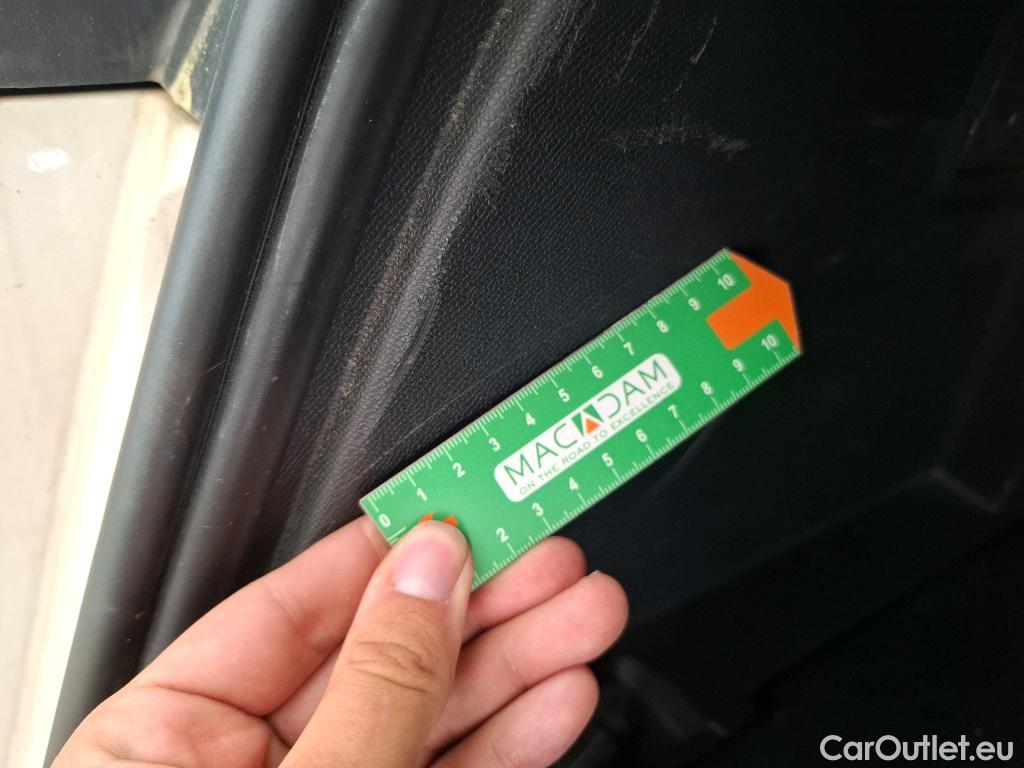 0 1 2 3 4 5 6 7 8 9 10
MACADAM
ON THE ROAD TO EXCELLENCE
2 3 4 5 6 7 8 9 10
CarOutlet.eu